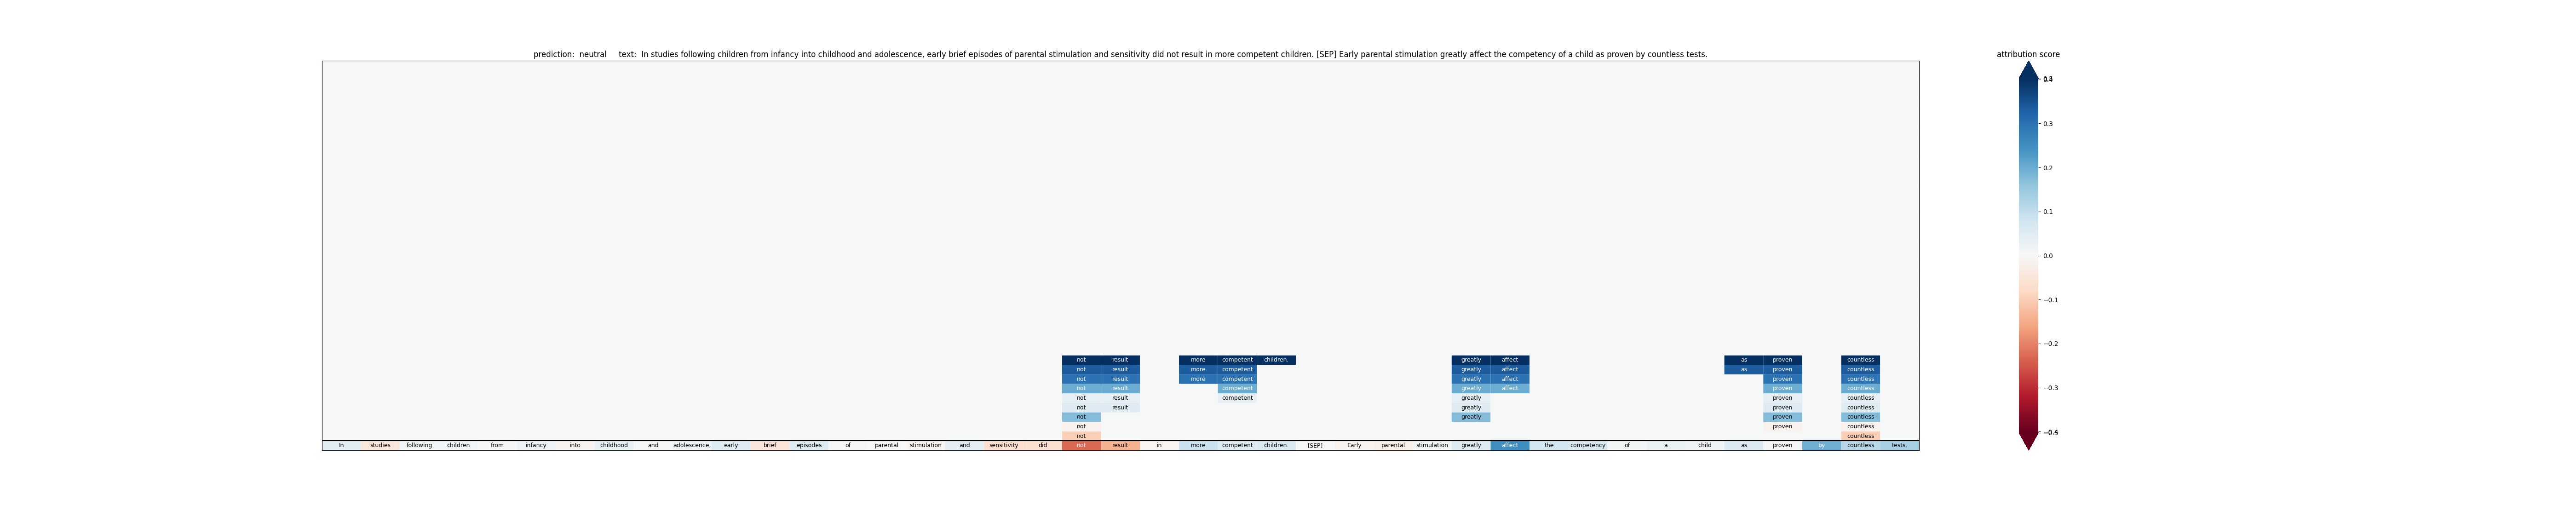 prediction:  neutral     text:  In studies following children from infancy into childhood and adolescence, early brief episodes of parental stimulation and sensitivity did not result in more competent children. [SEP] Early parental stimulation greatly affect the competency of a child as proven by countless tests.
attribution score
0.3
0.2
0.1
0.0
−0.1
−0.2
−0.3
not result more competent children. greatly affect as proven countless
not result more competent greatly affect as proven countless
not result more competent greatly affect proven countless
not result competent greatly affect proven countless
not result competent greatly proven countless
not result greatly proven countless
not greatly proven countless
not proven countless
not countless
In studies following children from infancy into childhood and adolescence, early brief episodes of parental stimulation and sensitivity did not result in more competent children. [SEP] Early parental stimulation greatly affect the competency of a child as proven by countless tests.